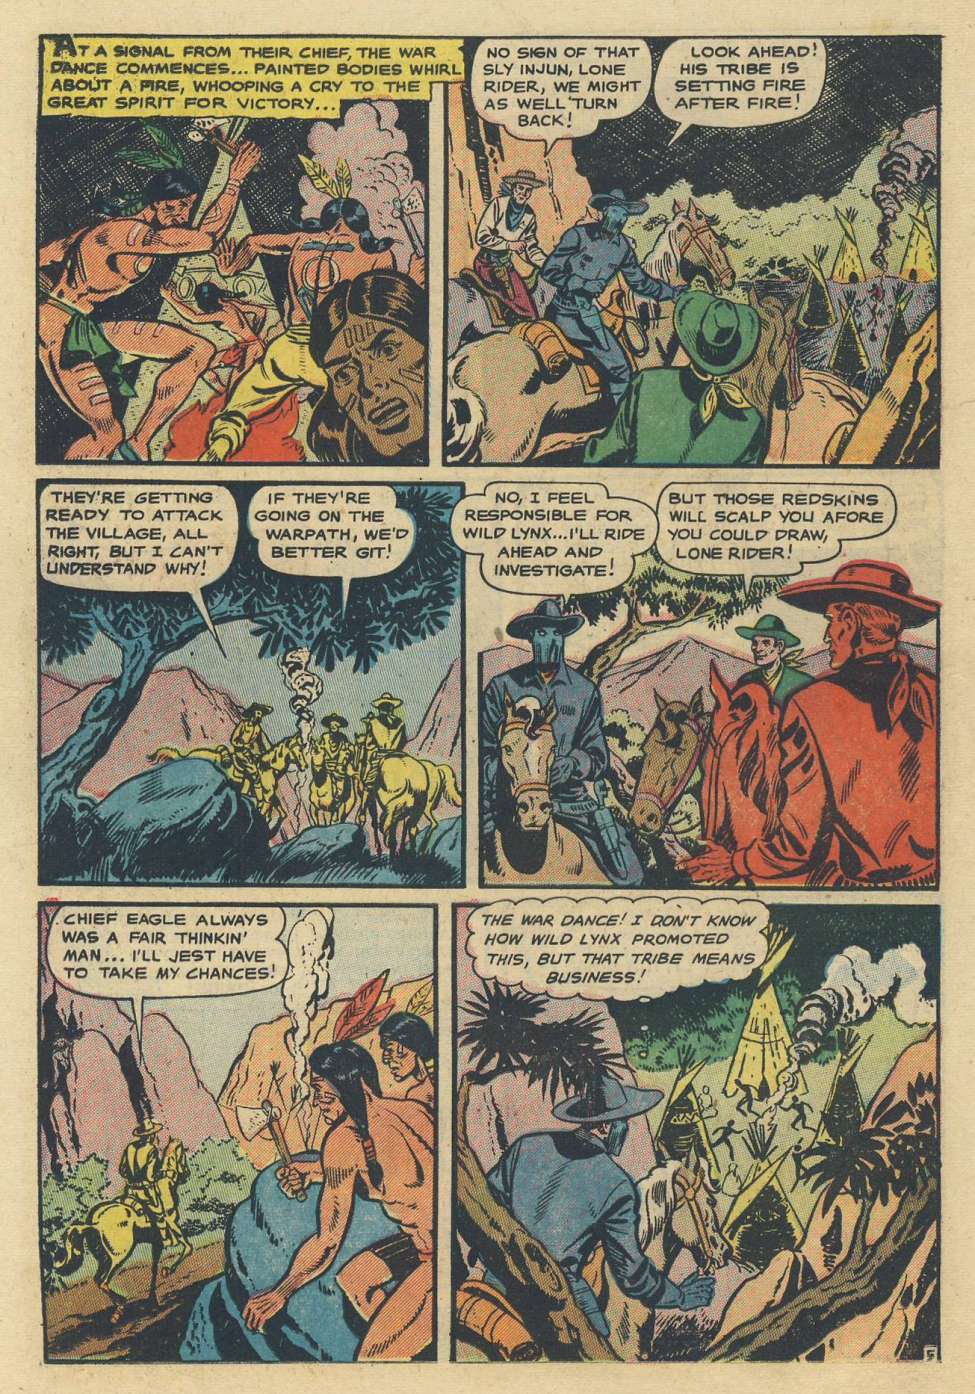 AT A SIGNAL FROM THEIR CHIEF, THE WAR
DANCE COMMENCES... PAINTED BODIES WHIRL
ABOUT A FIRE, WHOOPING A CRY TO THE
GREAT SPIRIT FOR VICTORY...
NO SIGN OF THAT
SLY INJUN, LONE
RIDER, WE MIGHT
AS WELL TURN
BACK!
LOOK AHEAD!
HIS TRIBE IS
SETTING FIRE
AFTER FIRE!
THEY'RE GETTING
READY TO ATTACK
THE VILLAGE, ALL
RIGHT, BUT I CAN'T
UNDERSTAND WHY!
IF THEY'RE
GOING ON THE
WARPATH, WE'D
BETTER GIT!
NO, I FEEL
RESPONSIBLE FOR
WILD LYNX...I'LL RIDE
AHEAD AND
INVESTIGATE!
BUT THOSE REDSKINS
WILL SCALP YOU AFORE
YOU COULD DRAW,
LONE RIDER!
CHIEF EAGLE ALWAYS
WAS A FAIR THINKIN'
MAN... I'LL JEST HAVE
TO TAKE MY CHANCES!
THE WAR DANCE! I DON'T KNOW
HOW WILD LYNX PROMOTED
THIS, BUT THAT TRIBE MEANS
BUSINESS!
5